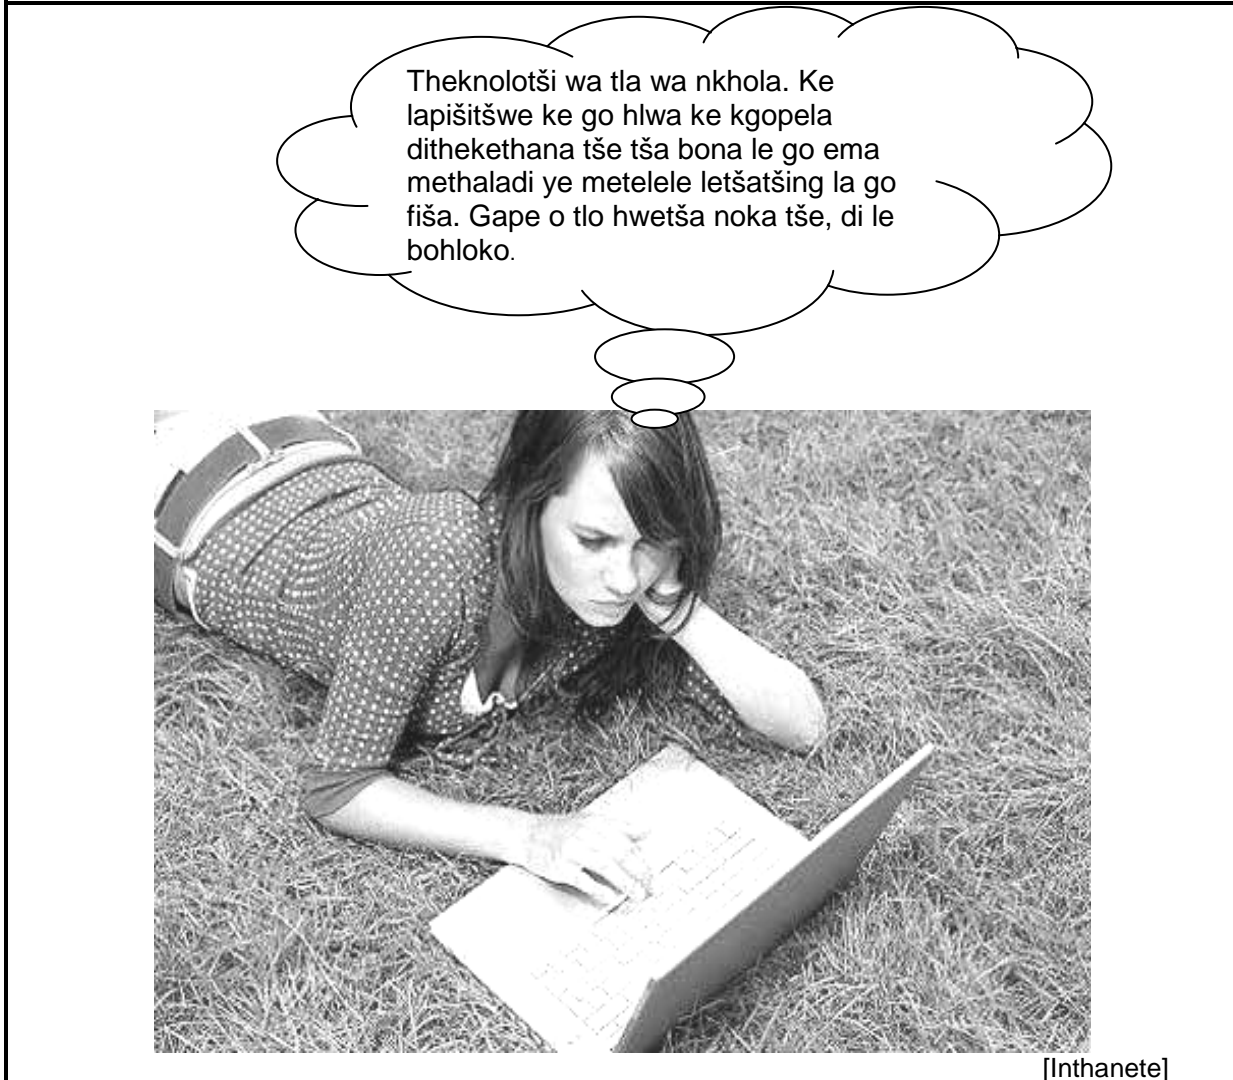 Theknolotši wa tla wa nkhola. Ke
lapišitšwe ke go hlwa ke kgopela
dithekethana tše tša bona le go ema
methaladi ye metelele letšatšing la go
fiša. Gape o tlo hwetša noka tše, di le
bohloko.
[Inthanete]